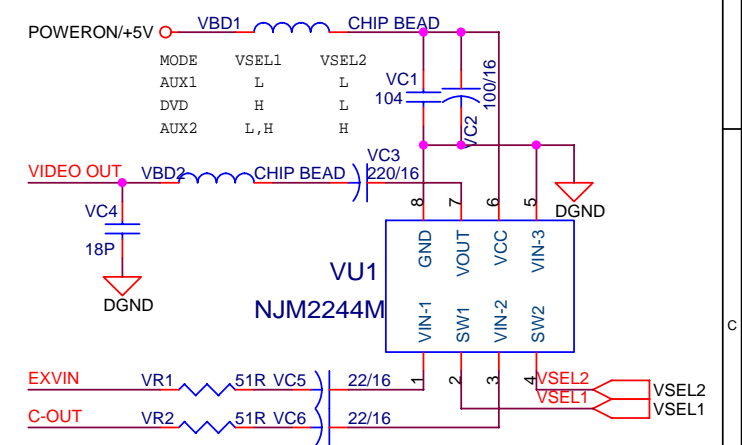 POWERON/+5V VBD1 CHIP BEAD
MODE VSEL1 VSEL2
AUX1 L L
DVD H L
AUX2 L,H H
VC1
104
100/16
VC2
VIDEO OUT VBD2 CHIP BEAD VC3
220/16
VC4
18P
DGND
DGND
8 7 6 5
GND VOUT VCC VIN-3
VU1
NJM2244M
VIN-1 SW1 VIN-2 SW2
1 2 3 4
EXVIN VR1 51R VC5 22/16
C-OUT VR2 51R VC6 22/16
VSEL2 VSEL2
VSEL1 VSEL1
C